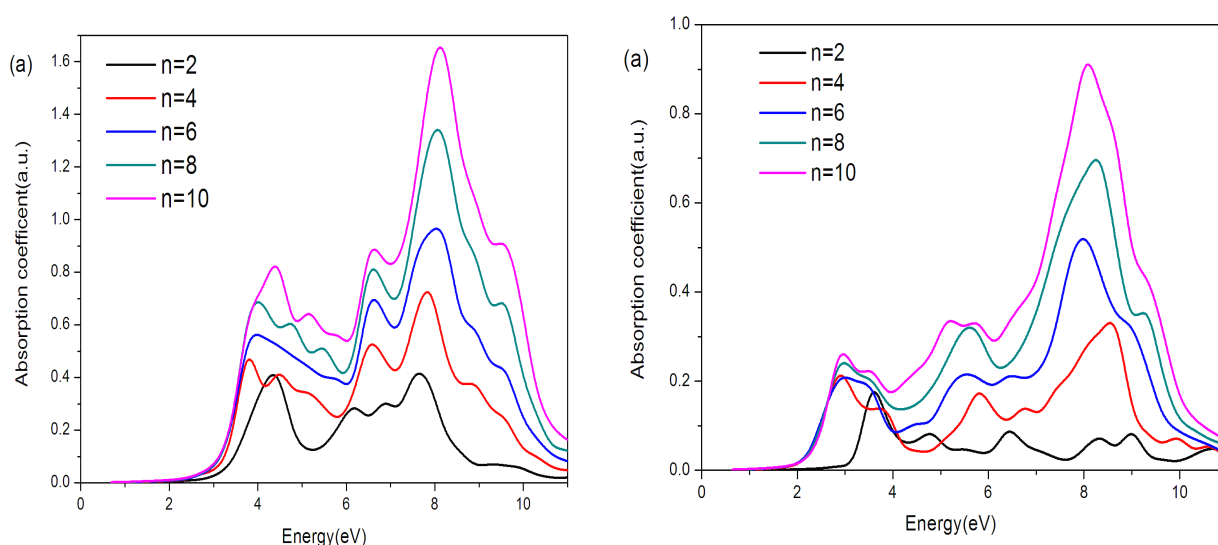 (a)
n=2
n=4
n=6
n=8
n=10
Absorption coefficent(a.u.)
1.6
1.4
1.2
1.0
0.8
0.6
0.4
0.2
0.0
0 2 4 6 8 10
Energy(eV)
(a)
n=2
n=4
n=6
n=8
n=10
Absorption coefficient(a.u.)
1.0
0.8
0.6
0.4
0.2
0.0
0 2 4 6 8 10
Energy(eV)